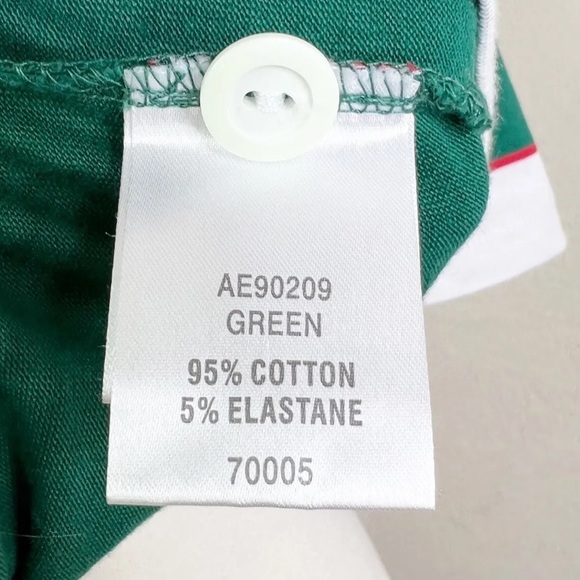 AE90209
GREEN
95% COTTON
5% ELASTANE
70005